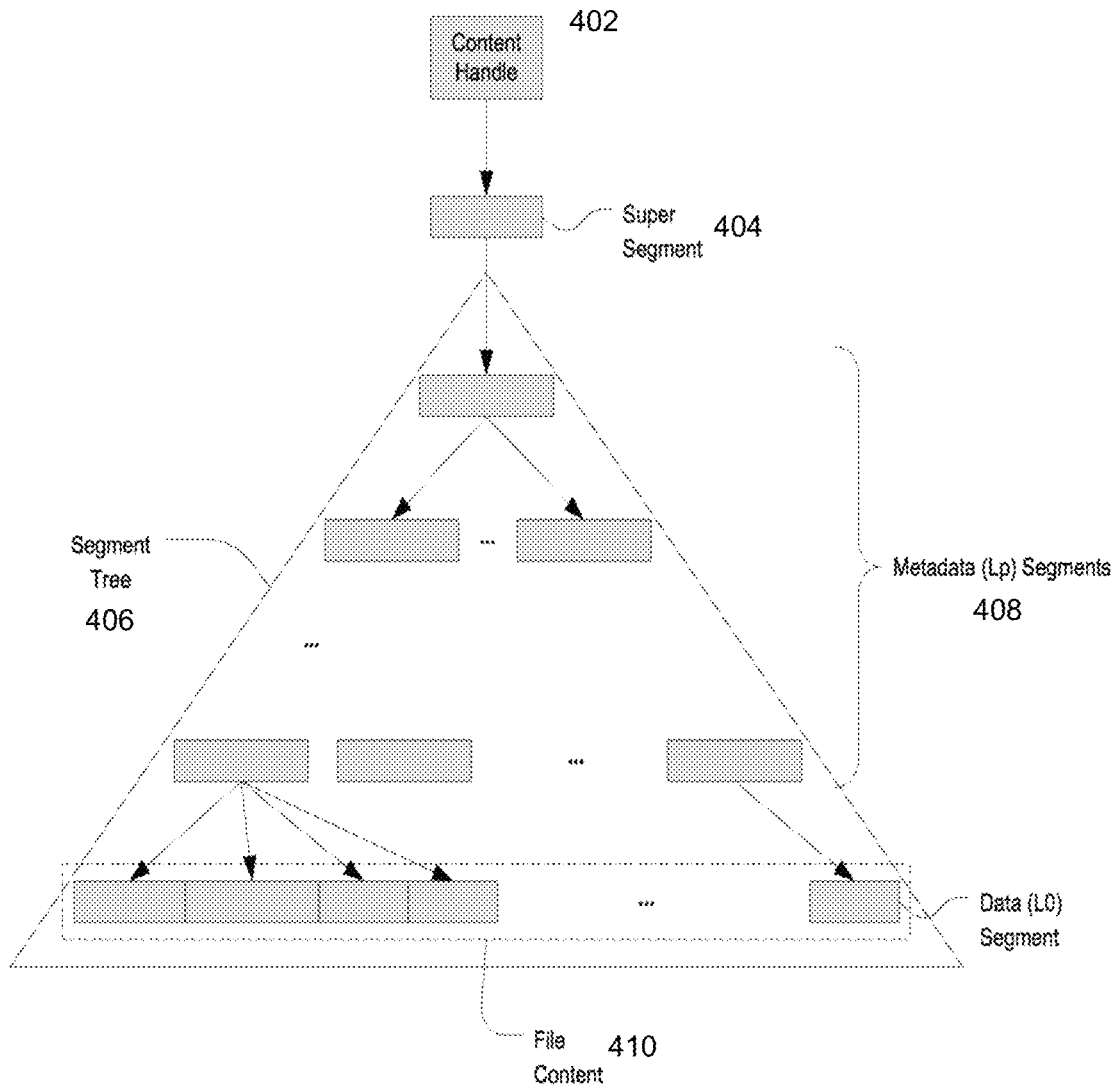 402
Content
Handle
Super
Segment 404
...
Segment
Tree
406
Metadata (Lp) Segments
408
...
...
...
Data (L0)
Segment
File
Content 410